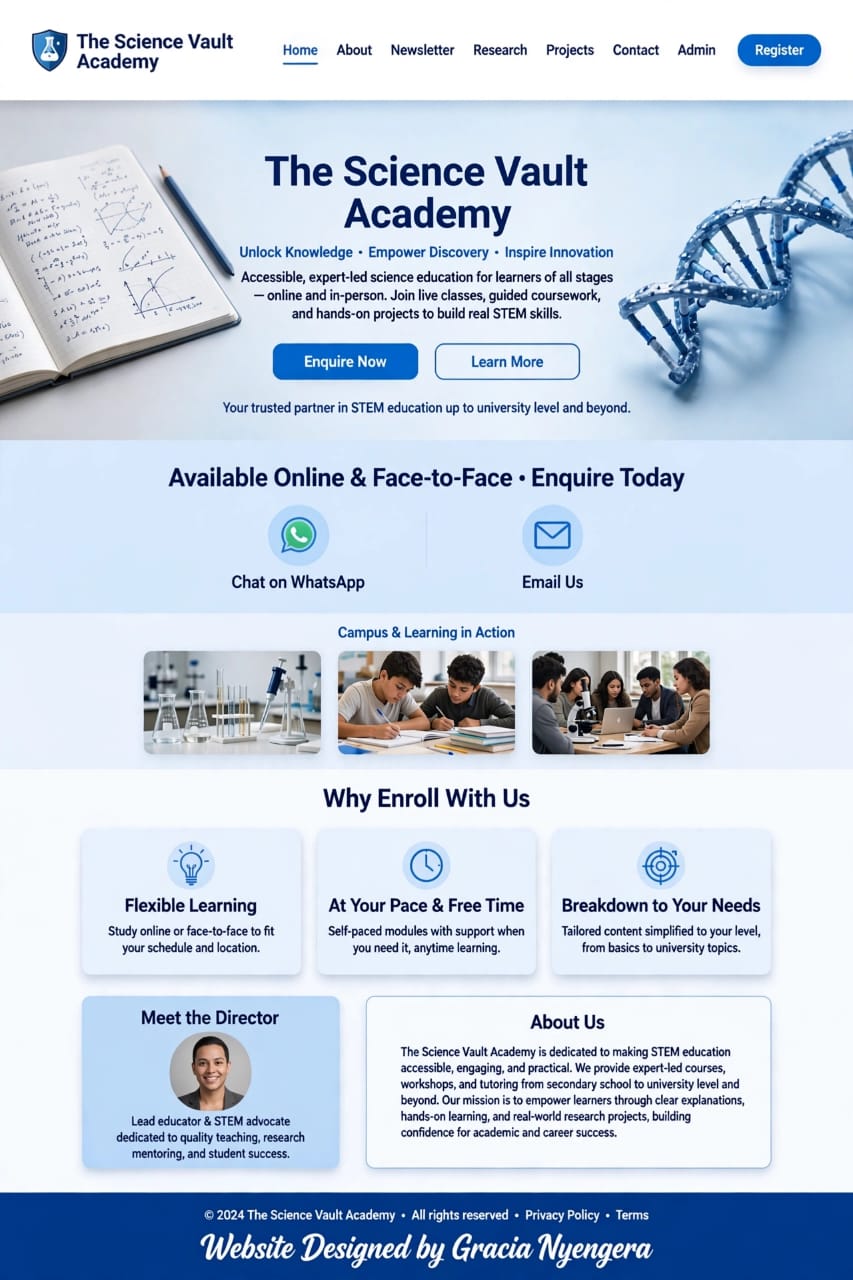 The Science Vault
Academy
Home
About
Newsletter
Research
Projects
Contact
Admin
Register
The Science Vault
Academy
Unlock Knowledge • Empower Discovery • Inspire Innovation
Accessible, expert-led science education for learners of all stages
— online and in-person. Join live classes, guided coursework,
and hands-on projects to build real STEM skills.
Enquire Now
Learn More
Your trusted partner in STEM education up to university level and beyond.
Available Online & Face-to-Face • Enquire Today
Chat on WhatsApp
Email Us
Campus & Learning in Action
Why Enroll With Us
Flexible Learning
Study online or face-to-face to fit
your schedule and location.
At Your Pace & Free Time
Self-paced modules with support when
you need it, anytime learning.
Breakdown to Your Needs
Tailored content simplified to your level,
from basics to university topics.
Meet the Director
Lead educator & STEM advocate
dedicated to quality teaching, research
mentoring, and student success.
About Us
The Science Vault Academy is dedicated to making STEM education
accessible, engaging, and practical. We provide expert-led courses,
workshops, and tutoring from secondary school to university level and
beyond. Our mission is to empower learners through clear explanations,
hands-on learning, and real-world research projects, building
confidence for academic and career success.
© 2024 The Science Vault Academy • All rights reserved • Privacy Policy • Terms
Website Designed by Gracia Nyengera